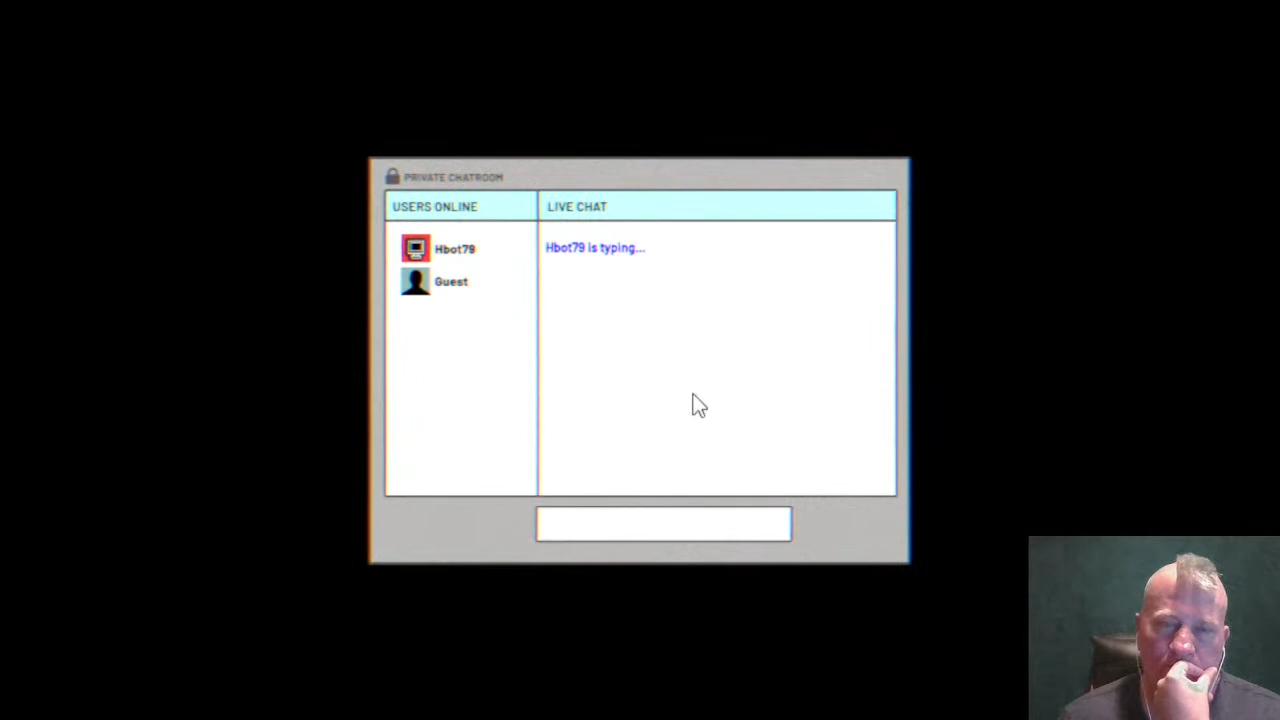 PRIVATE CHATROOM
USERS ONLINE
LIVE CHAT
Hbot79
Guest
Hbot79 is typing...